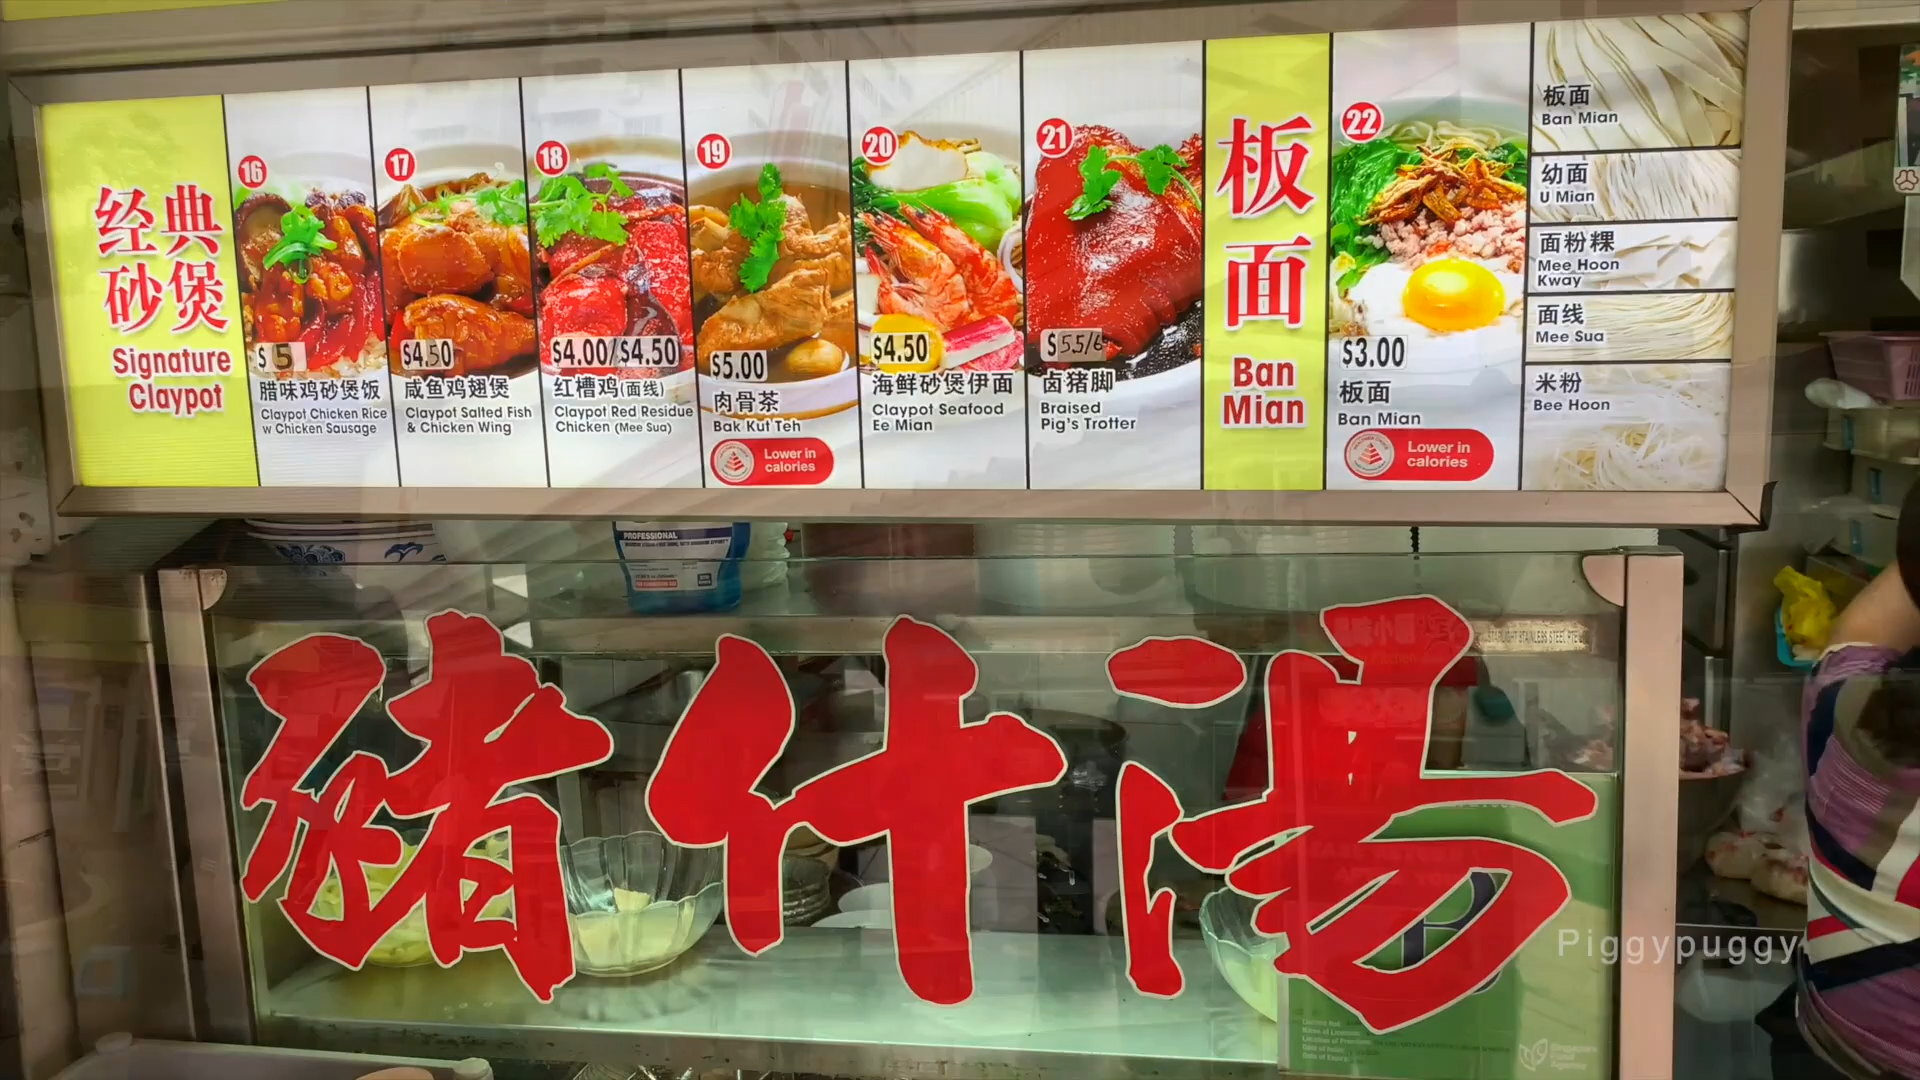 经典
砂煲
Signature
Claypot
16
$5
腊味鸡砂煲饭
Claypot Chicken Rice
w Chicken Sausage
17
$4.50
咸鱼鸡翅煲
Claypot Salted Fish
& Chicken Wing
18
$4.00/$4.50
红槽鸡(面线)
Claypot Red Residue
Chicken (Mee Sua)
19
$5.00
肉骨茶
Bak Kut Teh
Lower in
calories
20
$4.50
海鲜砂煲伊面
Claypot Seafood
Ee Mian
21
$5.5/6
卤猪脚
Braised
Pig's Trotter
板面
Ban
Mian
22
$3.00
板面
Ban Mian
Lower in
calories
板面
Ban Mian
幼面
U Mian
面粉粿
Mee Hoon
Kway
面线
Mee Sua
米粉
Bee Hoon
PROFESSIONAL
豬什湯
B
Singapore
Food
Agency
Piggypuggy